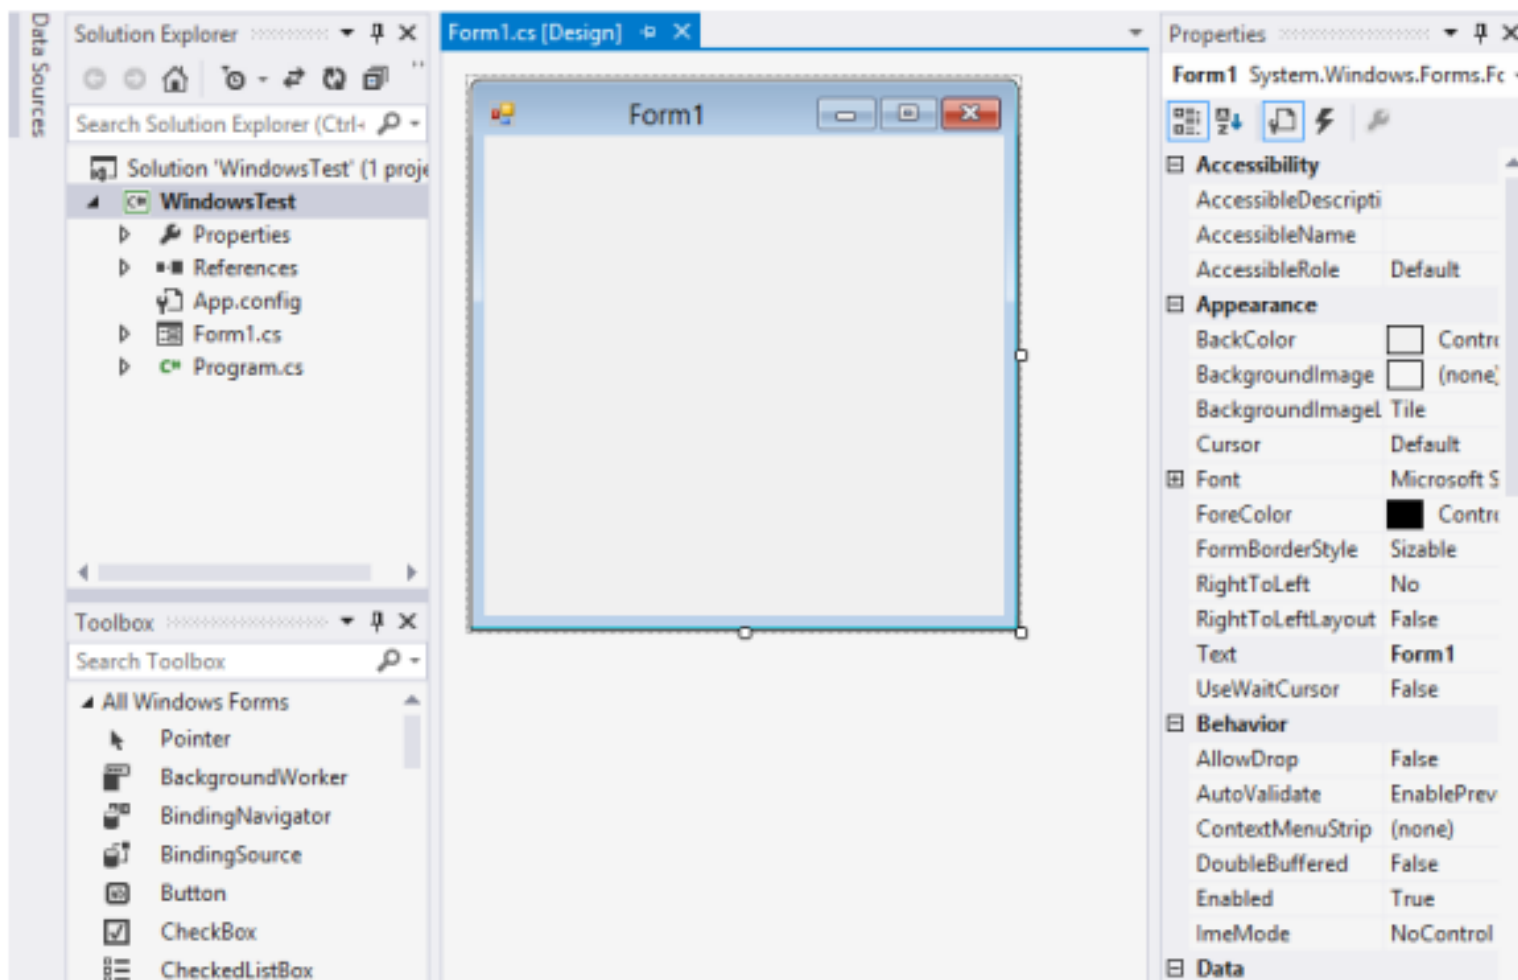 Data Sources
Solution Explorer
Search Solution Explorer (Ctrl+
Solution 'WindowsTest' (1 proje
WindowsTest
Properties
References
App.config
Form1.cs
Program.cs
Toolbox
Search Toolbox
All Windows Forms
Pointer
BackgroundWorker
BindingNavigator
BindingSource
Button
CheckBox
CheckedListBox
Form1.cs [Design]
Form1
Properties
Form1 System.Windows.Forms.Fo
Accessibility
AccessibleDescripti
AccessibleName
AccessibleRole Default
Appearance
BackColor Contro
BackgroundImage (none)
BackgroundImageL Tile
Cursor Default
Font Microsoft S
ForeColor Contro
FormBorderStyle Sizable
RightToLeft No
RightToLeftLayout False
Text Form1
UseWaitCursor False
Behavior
AllowDrop False
AutoValidate EnablePrev
ContextMenuStrip (none)
DoubleBuffered False
Enabled True
ImeMode NoControl
Data